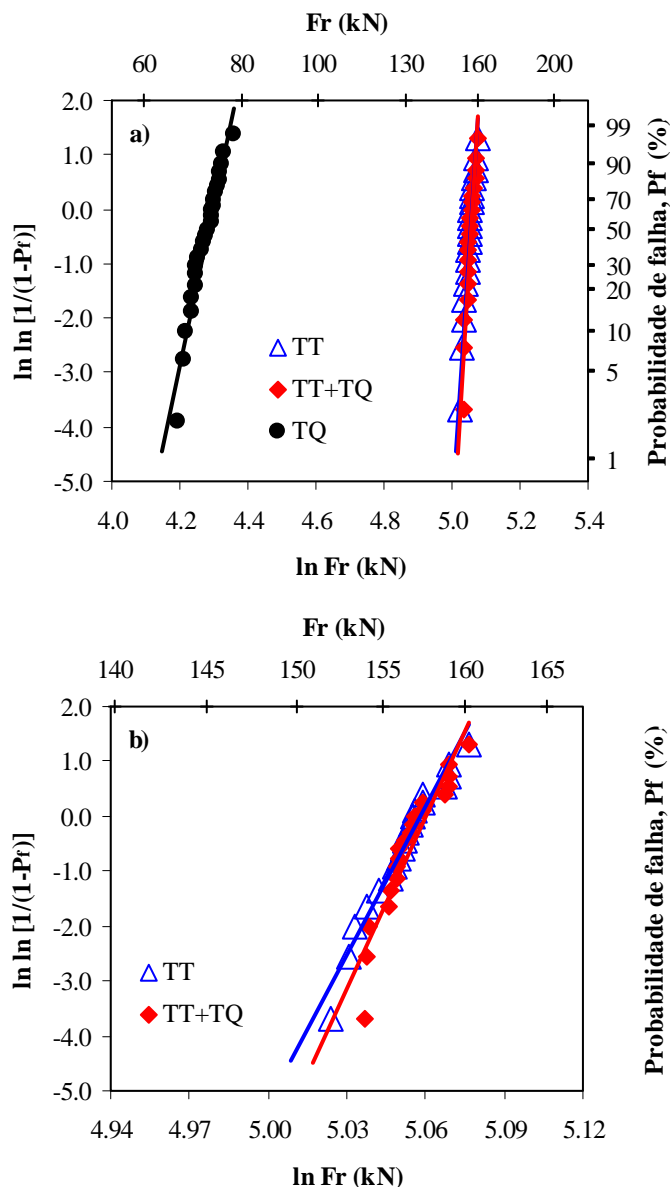 Fr (kN)
60 80 100 130 160 200
2.0
a)
99
1.0
90
0.0
70
50
-1.0
30
20
-2.0
10
TT
-3.0
5
TT+TQ
-4.0
TQ
1
-5.0
4.0 4.2 4.4 4.6 4.8 5.0 5.2 5.4
ln Fr (kN)
ln ln [1/(1-Pf)]
Probabilidade de falha, Pf (%)
Fr (kN)
140 145 150 155 160 165
2.0
b)
1.0
0.0
-1.0
-2.0
TT
-3.0
TT+TQ
-4.0
-5.0
4.94 4.97 5.00 5.03 5.06 5.09 5.12
ln Fr (kN)
ln ln [1/(1-Pf)]
Probabilidade de falha, Pf (%)